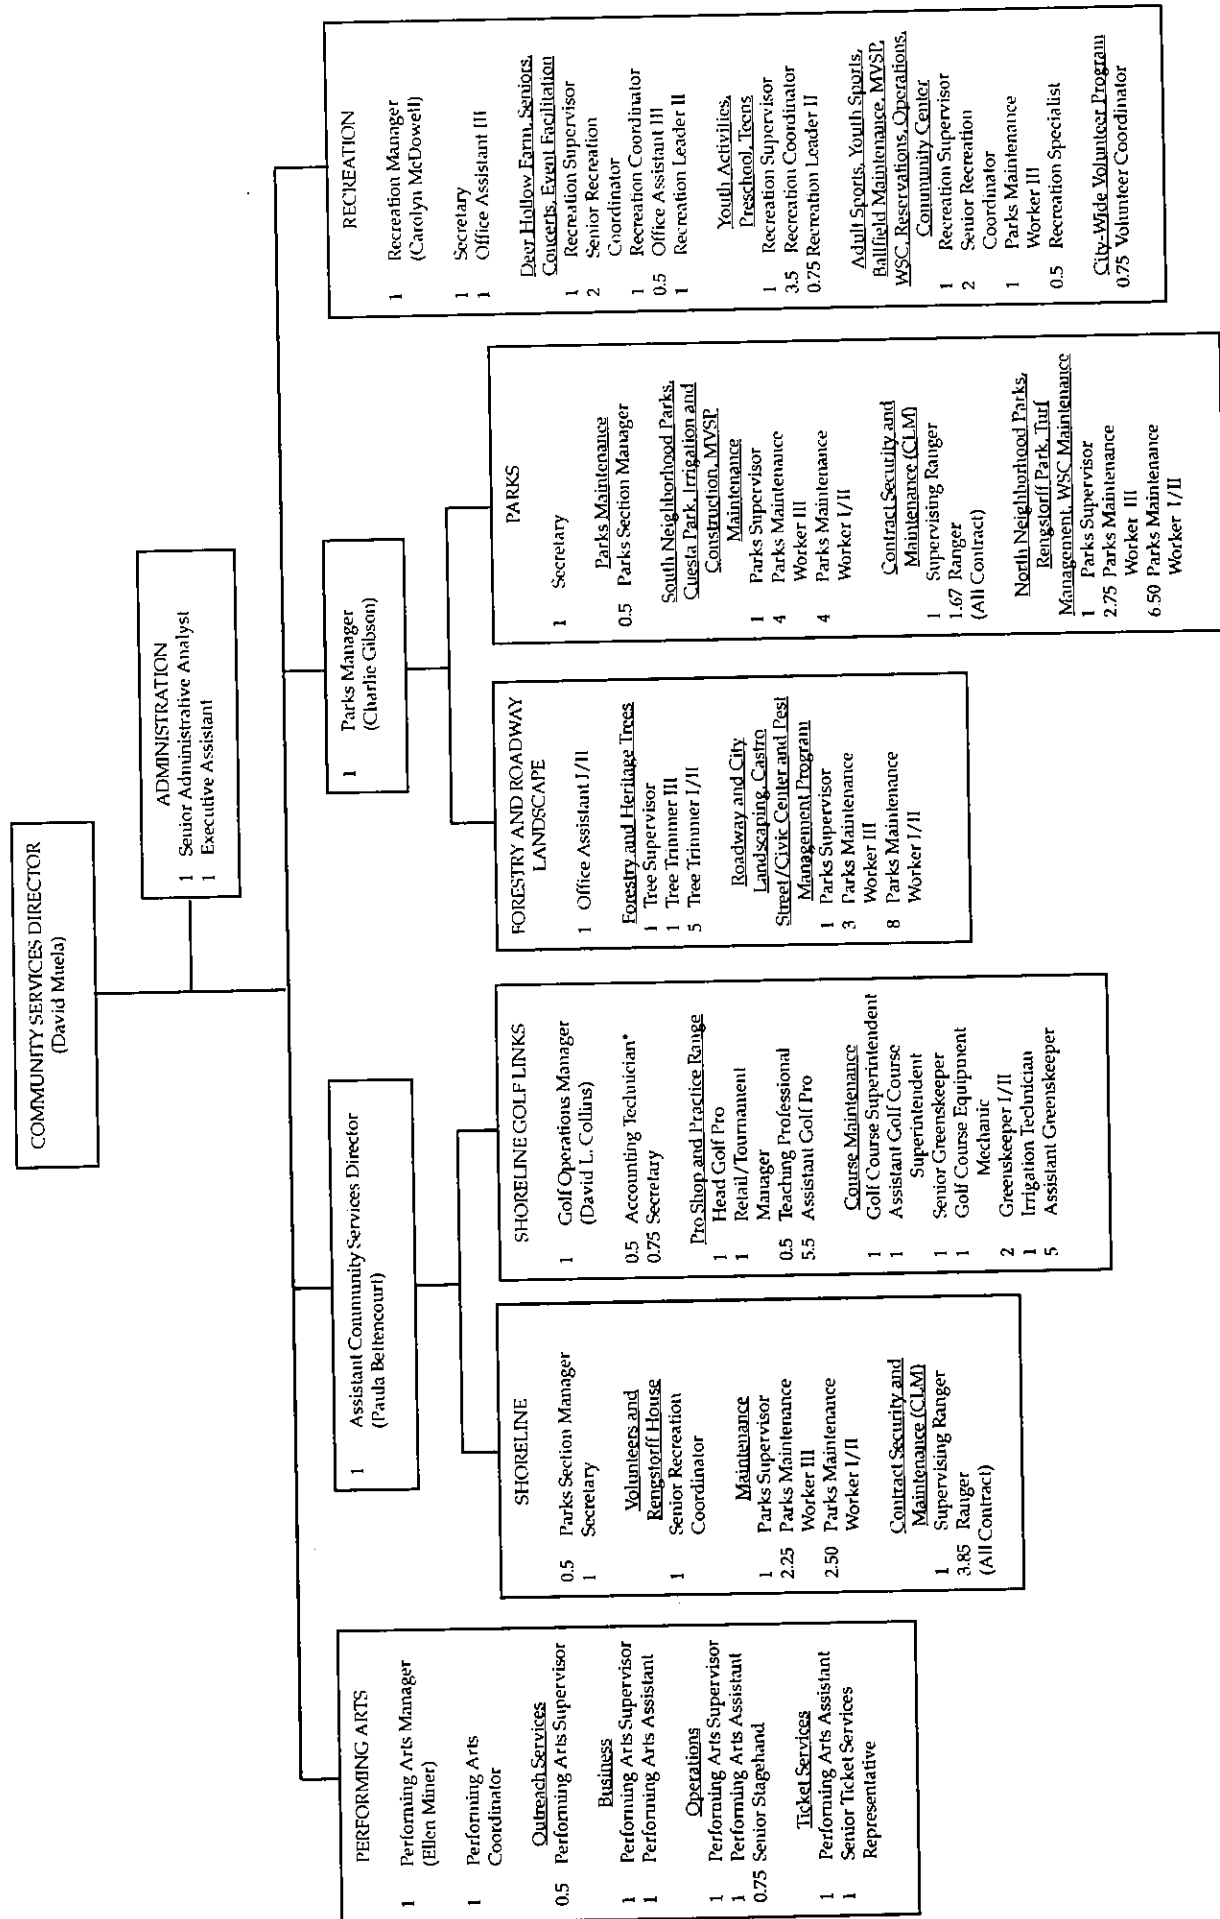 COMMUNITY SERVICES DIRECTOR
(David Muela)
ADMINISTRATION
1 Senior Administrative Analyst
1 Executive Assistant
1 Assistant Community Services Director
(Paula Bettencourt)
1 Parks Manager
(Charlie Gibson)
PERFORMING ARTS
1 Performing Arts Manager
(Ellen Miner)
1 Performing Arts
Coordinator
Outreach Services
0.5 Performing Arts Supervisor
Business
1 Performing Arts Supervisor
1 Performing Arts Assistant
Operations
1 Performing Arts Supervisor
1 Performing Arts Assistant
0.75 Senior Stagehand
Ticket Services
1 Performing Arts Assistant
1 Senior Ticket Services
Representative
SHORELINE
0.5 Parks Section Manager
1 Secretary
Volunteers and
Rengstorff House
1 Senior Recreation
Coordinator
Maintenance
1 Parks Supervisor
2.25 Parks Maintenance
Worker III
2.50 Parks Maintenance
Worker I/II
Contract Security and
Maintenance (CLM)
1 Supervising Ranger
3.85 Ranger
(All Contract)
SHORELINE GOLF LINKS
1 Golf Operations Manager
(David L. Collins)
0.5 Accounting Technician*
0.75 Secretary
Pro Shop and Practice Range
1 Head Golf Pro
1 Retail/Tournament
Manager
0.5 Teaching Professional
5.5 Assistant Golf Pro
Course Maintenance
1 Golf Course Superintendent
1 Assistant Golf Course
Superintendent
1 Senior Greenskeeper
1 Golf Course Equipment
Mechanic
2 Greenskeeper I/II
1 Irrigation Technician
5 Assistant Greenskeeper
FORESTRY AND ROADWAY
LANDSCAPE
1 Office Assistant I/II
Forestry and Heritage Trees
1 Tree Supervisor
1 Tree Trimmer III
5 Tree Trimmer I/II
Roadway and City
Landscaping, Castro
Street/Civic Center and Pest
Management Program
1 Parks Supervisor
3 Parks Maintenance
Worker III
8 Parks Maintenance
Worker I/II
PARKS
1 Secretary
Parks Maintenance
0.5 Parks Section Manager
South Neighborhood Parks,
Cuesta Park, Irrigation and
Construction, MVSP
Maintenance
1 Parks Supervisor
4 Parks Maintenance
Worker III
4 Parks Maintenance
Worker I/II
Contract Security and
Maintenance (CLM)
1 Supervising Ranger
1.67 Ranger
(All Contract)
North Neighborhood Parks,
Rengstorff Park, Turf
Management, WSC Maintenance
1 Parks Supervisor
2.75 Parks Maintenance
Worker III
6.50 Parks Maintenance
Worker I/II
RECREATION
1 Recreation Manager
(Carolyn McDowell)
1 Secretary
1 Office Assistant III
Deer Hollow Farm, Seniors,
Concerts, Event Facilitation
1 Recreation Supervisor
2 Senior Recreation
Coordinator
1 Recreation Coordinator
0.5 Office Assistant III
1 Recreation Leader II
Youth Activities,
Preschool, Teens
1 Recreation Supervisor
3.5 Recreation Coordinator
0.75 Recreation Leader II
Adult Sports, Youth Sports,
Ballfield Maintenance, MVSP,
WSC, Reservations, Operations,
Community Center
1 Recreation Supervisor
2 Senior Recreation
Coordinator
1 Parks Maintenance
Worker III
0.5 Recreation Specialist
City-Wide Volunteer Program
0.75 Volunteer Coordinator